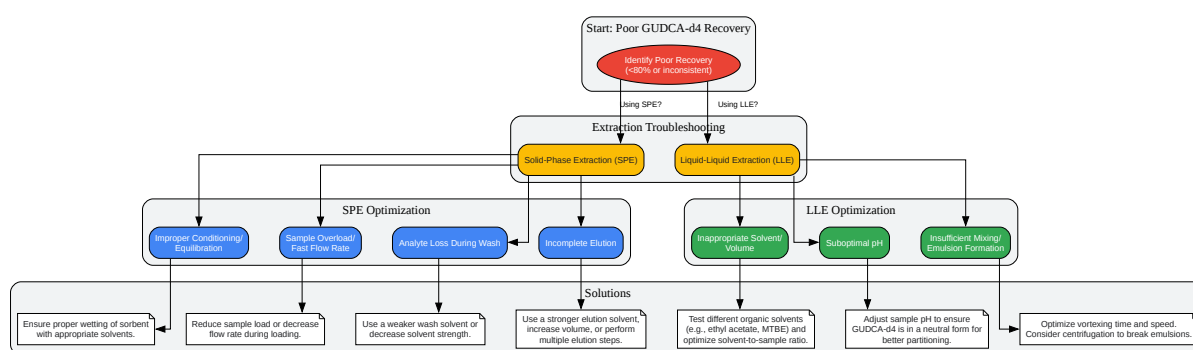 Start: Poor GUDCA-d4 Recovery
Identify Poor Recovery
(<80% or inconsistent)
Using SPE?
Using LLE?
Extraction Troubleshooting
Solid-Phase Extraction (SPE)
Liquid-Liquid Extraction (LLE)
SPE Optimization
LLE Optimization
Improper Conditioning/
Equilibration
Sample Overload/
Fast Flow Rate
Analyte Loss During Wash
Incomplete Elution
Inappropriate Solvent/
Volume
Suboptimal pH
Insufficient Mixing/
Emulsion Formation
Solutions
Ensure proper wetting of sorbent
with appropriate solvents.
Reduce sample load or decrease
flow rate during loading.
Use a weaker wash solvent or
decrease solvent strength.
Use a stronger elution solvent,
increase volume, or perform
multiple elution steps.
Test different organic solvents
(e.g., ethyl acetate, MTBE) and
optimize solvent-to-sample ratio.
Adjust sample pH to ensure
GUDCA-d4 is in a neutral form for
better partitioning.
Optimize vortexing time and speed.
Consider centrifugation to break emulsions.